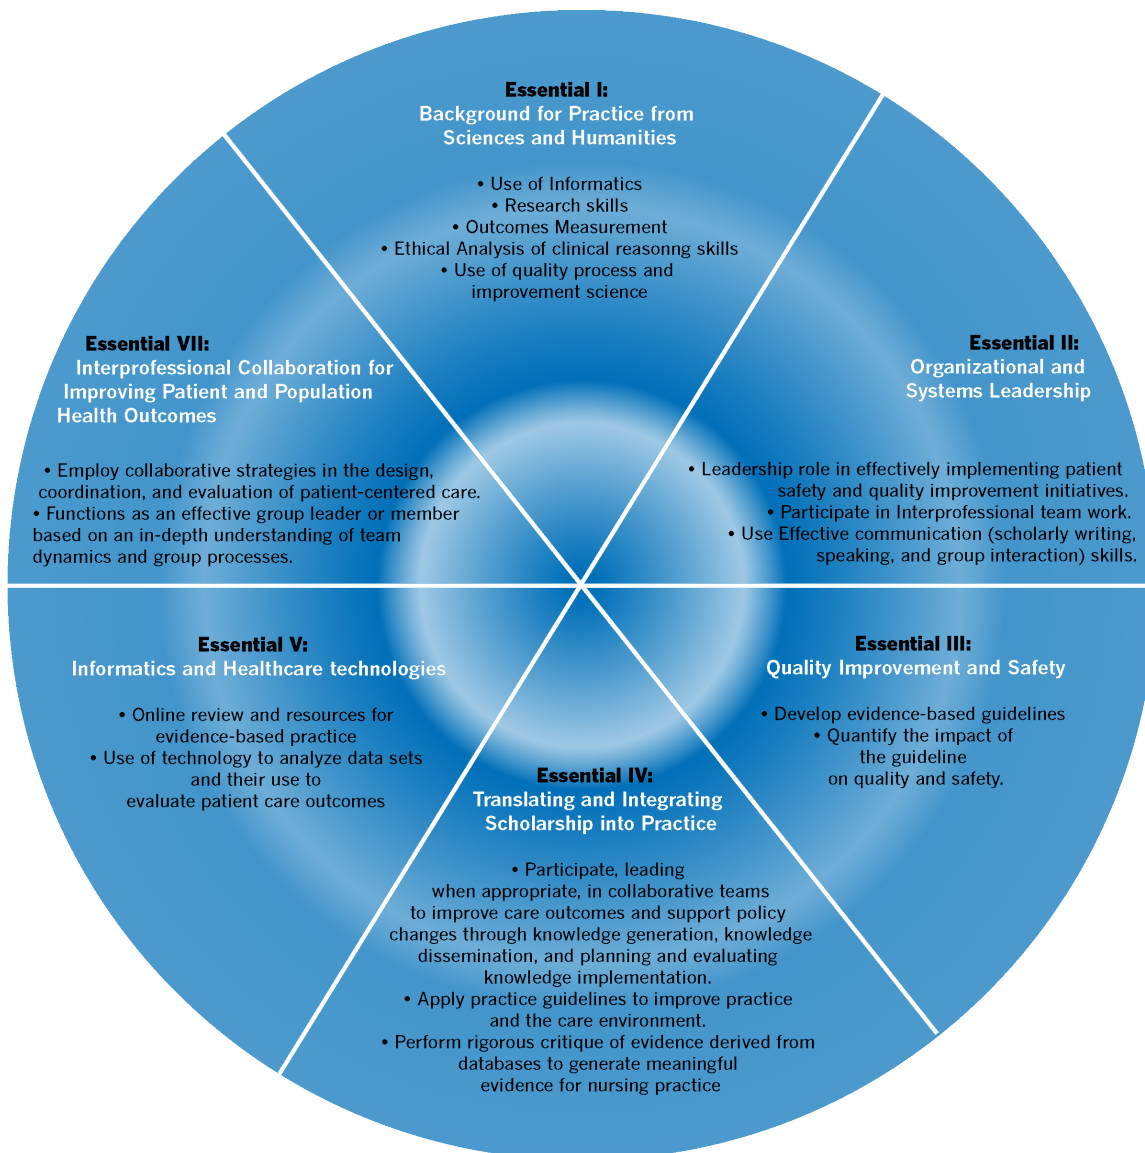 Essential I:
Background for Practice from
Sciences and Humanities
• Use of Informatics
• Research skills
• Outcomes Measurement
• Ethical Analysis of clinical reasonng skills
• Use of quality process and
improvement science
Essential II:
Organizational and
Systems Leadership
• Leadership role in effectively implementing patient
safety and quality improvement initiatives.
• Participate in Interprofessional team work.
• Use Effective communication (scholarly writing,
speaking, and group interaction) skills.
Essential III:
Quality Improvement and Safety
• Develop evidence-based guidelines
• Quantify the impact of
the guideline
on quality and safety.
Essential IV:
Translating and Integrating
Scholarship into Practice
• Participate, leading
when appropriate, in collaborative teams
to improve care outcomes and support policy
changes through knowledge generation, knowledge
dissemination, and planning and evaluating
knowledge implementation.
• Apply practice guidelines to improve practice
and the care environment.
• Perform rigorous critique of evidence derived from
databases to generate meaningful
evidence for nursing practice
Essential V:
Informatics and Healthcare technologies
• Online review and resources for
evidence-based practice
• Use of technology to analyze data sets
and their use to
evaluate patient care outcomes
Essential VII:
Interprofessional Collaboration for
Improving Patient and Population
Health Outcomes
• Employ collaborative strategies in the design,
coordination, and evaluation of patient-centered care.
• Functions as an effective group leader or member
based on an in-depth understanding of team
dynamics and group processes.